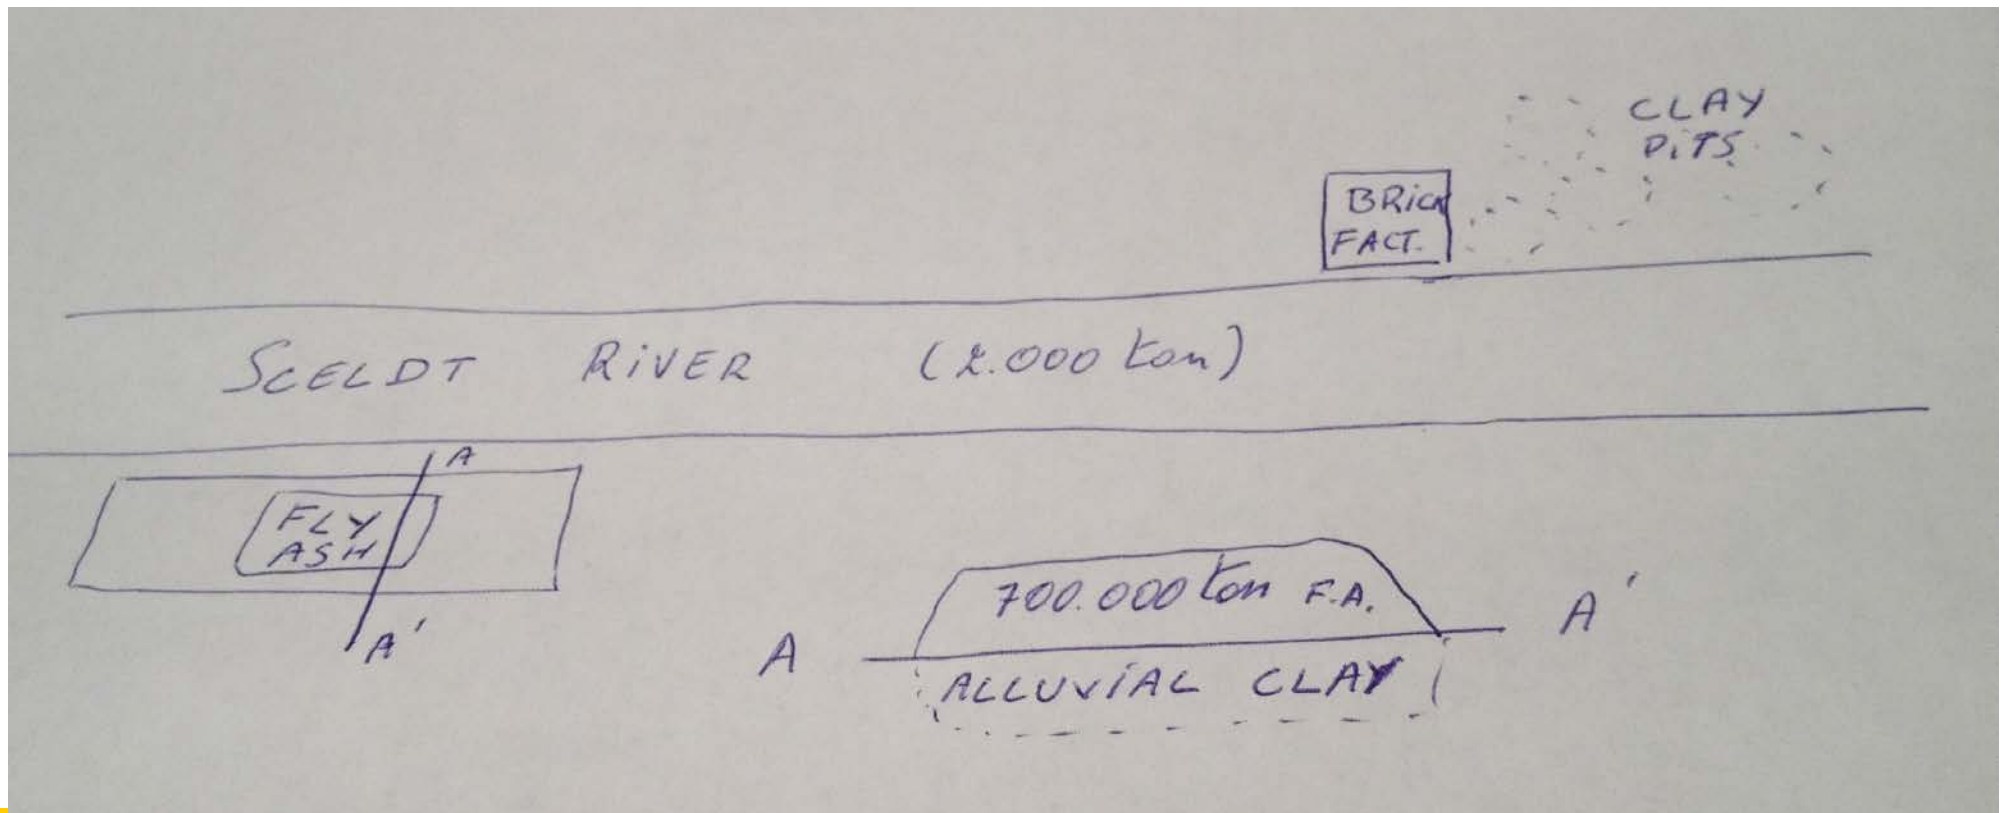 CLAY
PITS
BRICK
FACT.
SCELDT RIVER (2.000 ton)
A
FLY
ASH
A'
700.000 ton F.A.
A A'
ALLUVIAL CLAY